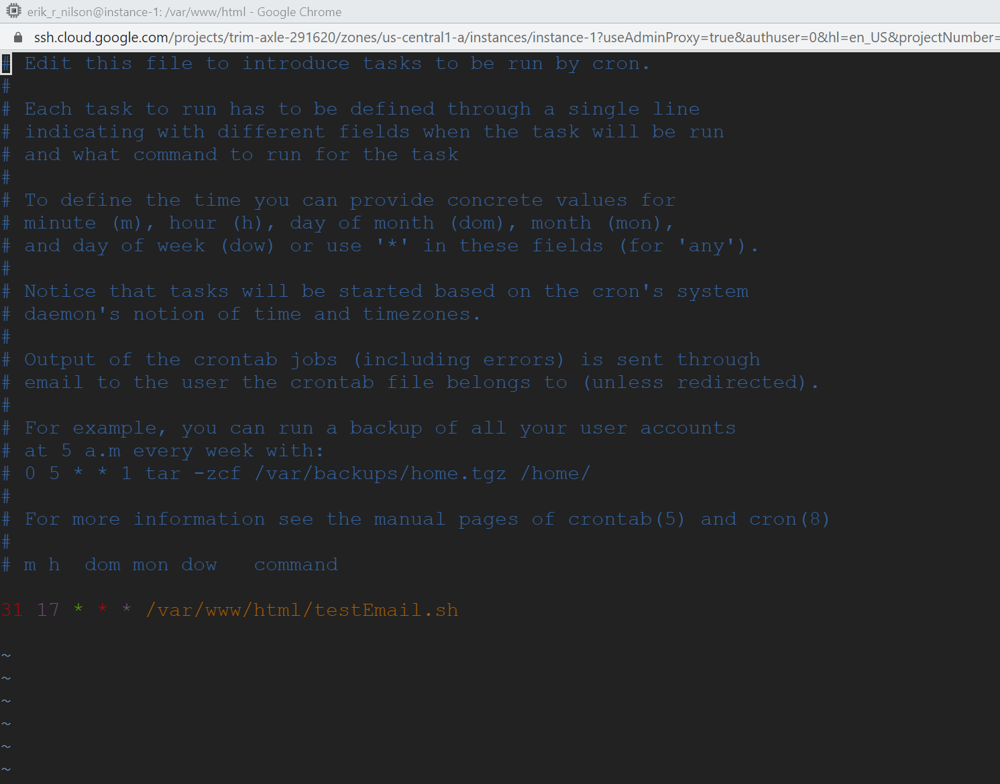 erik_r_nilson@instance-1: /var/www/html - Google Chrome
ssh.cloud.google.com/projects/trim-axle-291620/zones/us-central1-a/instances/instance-1?useAdminProxy=true&authuser=0&hl=en_US&projectNumber=
# Edit this file to introduce tasks to be run by cron.
#
# Each task to run has to be defined through a single line
# indicating with different fields when the task will be run
# and what command to run for the task
#
# To define the time you can provide concrete values for
# minute (m), hour (h), day of month (dom), month (mon),
# and day of week (dow) or use '*' in these fields (for 'any').
#
# Notice that tasks will be started based on the cron's system
# daemon's notion of time and timezones.
#
# Output of the crontab jobs (including errors) is sent through
# email to the user the crontab file belongs to (unless redirected).
#
# For example, you can run a backup of all your user accounts
# at 5 a.m every week with:
# 0 5 * * 1 tar -zcf /var/backups/home.tgz /home/
#
# For more information see the manual pages of crontab(5) and cron(8)
#
# m h  dom mon dow   command
31 17 * * * /var/www/html/testEmail.sh
~
~
~
~
~
~